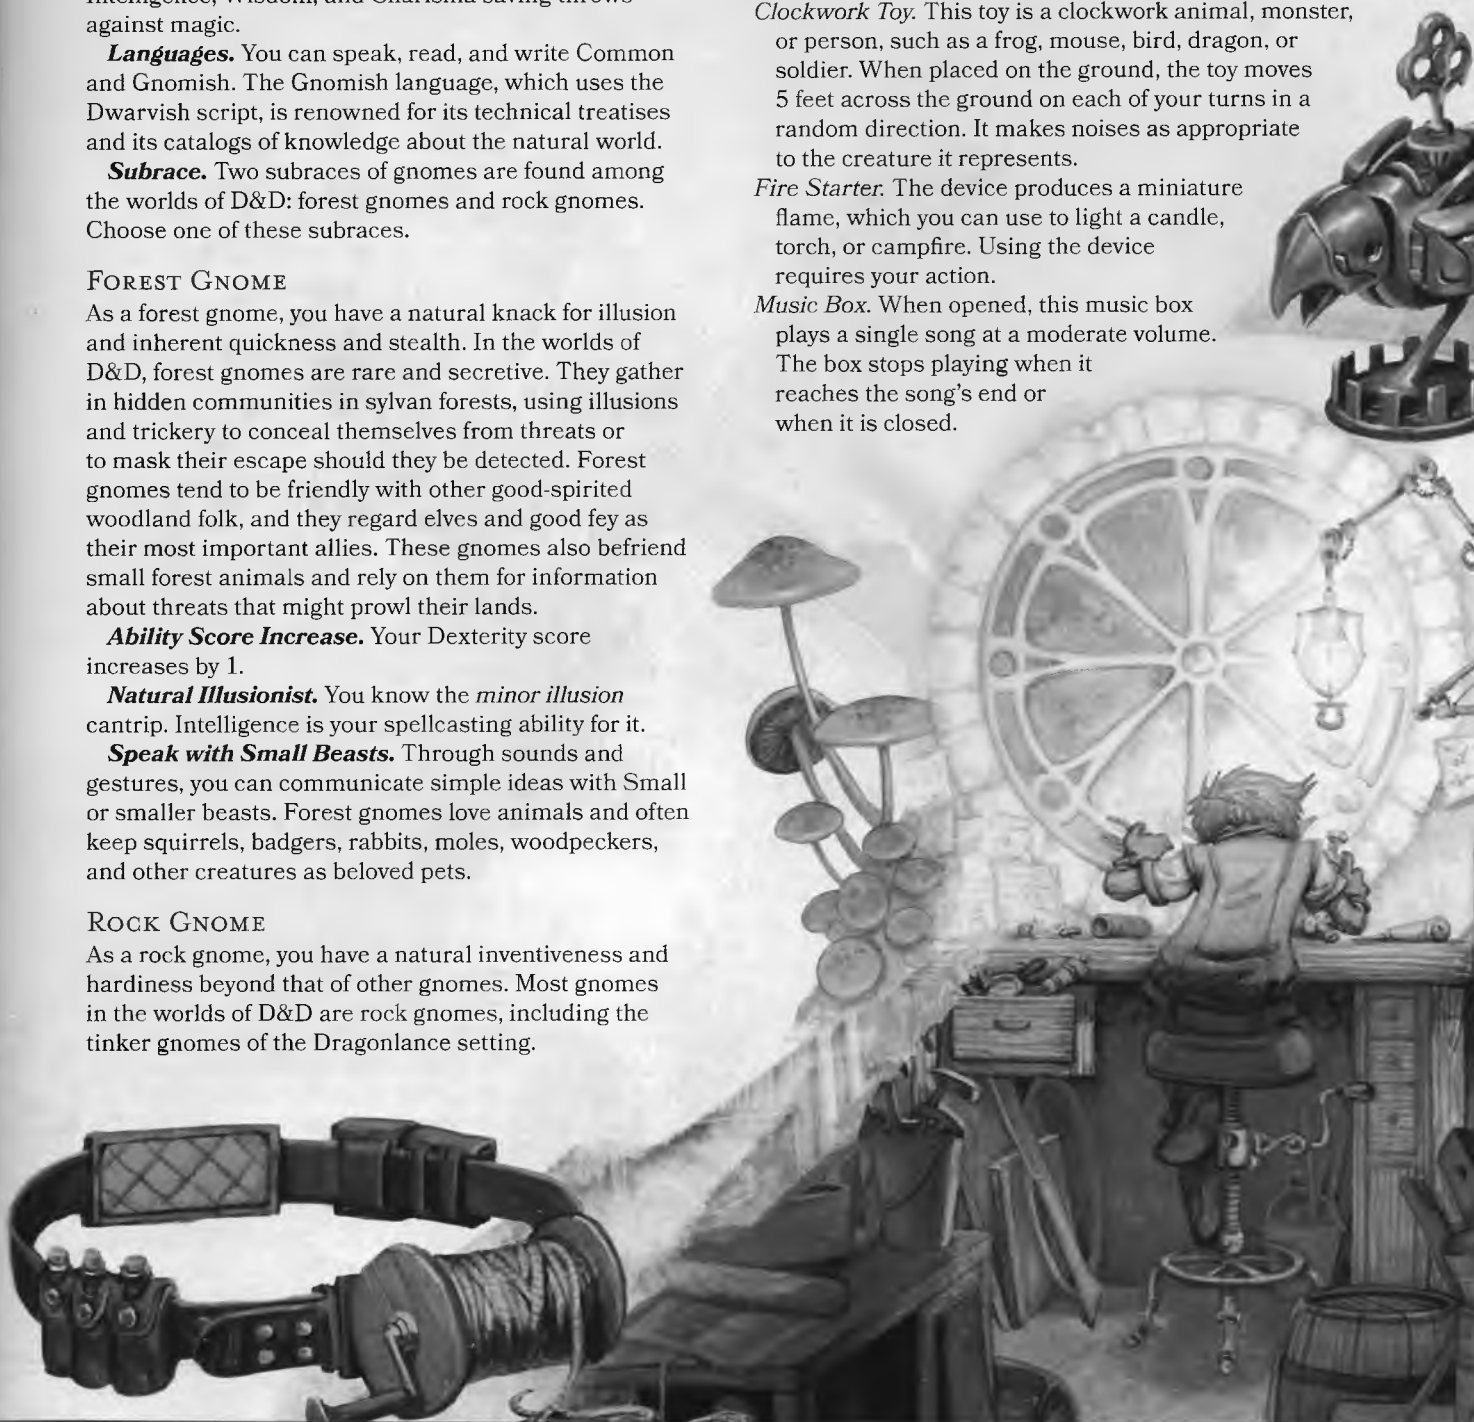 against magic.
Languages. You can speak, read, and write Common
and Gnomish. The Gnomish language, which uses the
Dwarvish script, is renowned for its technical treatises
and its catalogs of knowledge about the natural world.
Subrace. Two subraces of gnomes are found among
the worlds of D&D: forest gnomes and rock gnomes.
Choose one of these subraces.
Forest Gnome
As a forest gnome, you have a natural knack for illusion
and inherent quickness and stealth. In the worlds of
D&D, forest gnomes are rare and secretive. They gather
in hidden communities in sylvan forests, using illusions
and trickery to conceal themselves from threats or
to mask their escape should they be detected. Forest
gnomes tend to be friendly with other good-spirited
woodland folk, and they regard elves and good fey as
their most important allies. These gnomes also befriend
small forest animals and rely on them for information
about threats that might prowl their lands.
Ability Score Increase. Your Dexterity score
increases by 1.
Natural Illusionist. You know the minor illusion
cantrip. Intelligence is your spellcasting ability for it.
Speak with Small Beasts. Through sounds and
gestures, you can communicate simple ideas with Small
or smaller beasts. Forest gnomes love animals and often
keep squirrels, badgers, rabbits, moles, woodpeckers,
and other creatures as beloved pets.
Rock Gnome
As a rock gnome, you have a natural inventiveness and
hardiness beyond that of other gnomes. Most gnomes
in the worlds of D&D are rock gnomes, including the
tinker gnomes of the Dragonlance setting.
Clockwork Toy. This toy is a clockwork animal, monster,
or person, such as a frog, mouse, bird, dragon, or
soldier. When placed on the ground, the toy moves
5 feet across the ground on each of your turns in a
random direction. It makes noises as appropriate
to the creature it represents.
Fire Starter. The device produces a miniature
flame, which you can use to light a candle,
torch, or campfire. Using the device
requires your action.
Music Box. When opened, this music box
plays a single song at a moderate volume.
The box stops playing when it
reaches the song's end or
when it is closed.